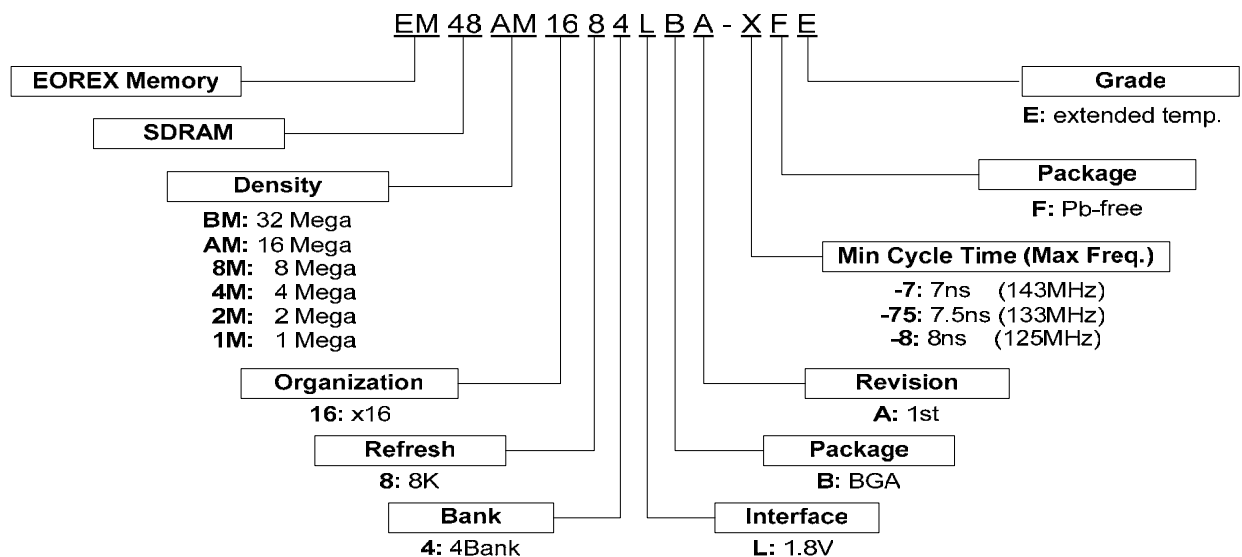 EM 48 AM 16 8 4 L B A - X F E
EOREX Memory
SDRAM
Density
BM: 32 Mega
AM: 16 Mega
8M: 8 Mega
4M: 4 Mega
2M: 2 Mega
1M: 1 Mega
Organization
16: x16
Refresh
8: 8K
Bank
4: 4Bank
Grade
E: extended temp.
Package
F: Pb-free
Min Cycle Time (Max Freq.)
-7: 7ns (143MHz)
-75: 7.5ns (133MHz)
-8: 8ns (125MHz)
Revision
A: 1st
Package
B: BGA
Interface
L: 1.8V